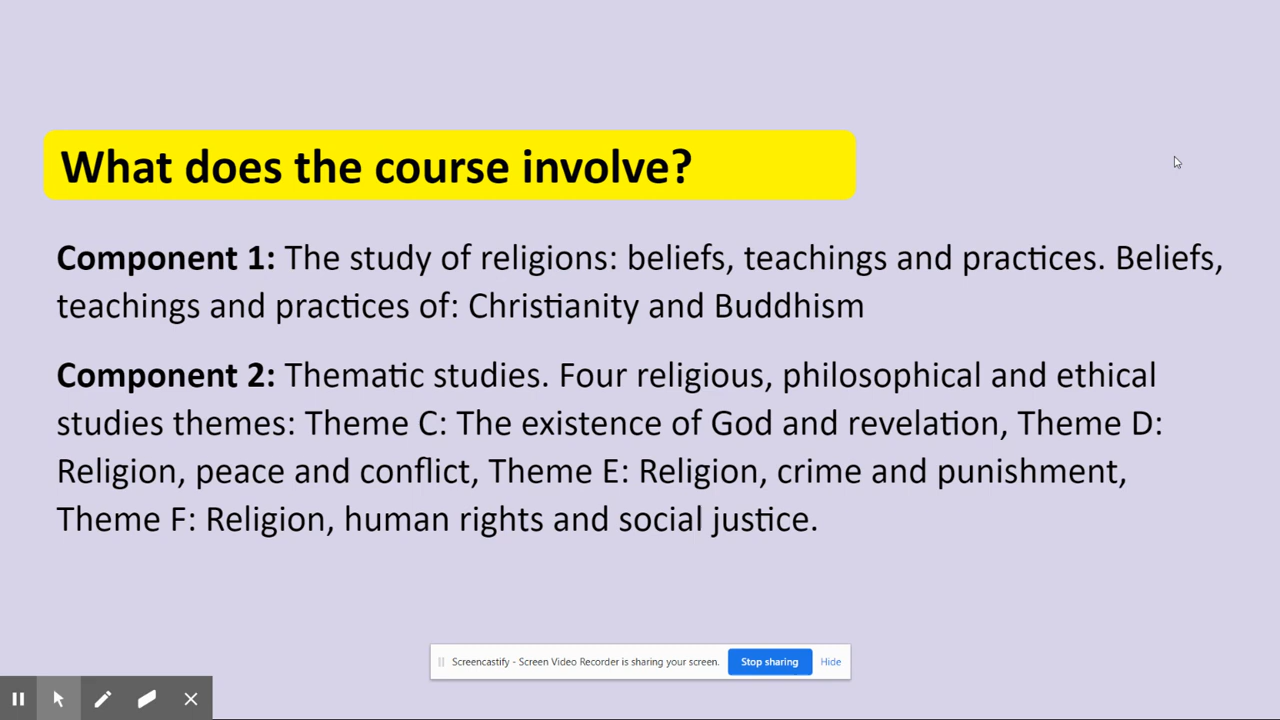 What does the course involve?
Component 1: The study of religions: beliefs, teachings and practices. Beliefs,
teachings and practices of: Christianity and Buddhism
Component 2: Thematic studies. Four religious, philosophical and ethical
studies themes: Theme C: The existence of God and revelation, Theme D:
Religion, peace and conflict, Theme E: Religion, crime and punishment,
Theme F: Religion, human rights and social justice.
Screencastify - Screen Video Recorder is sharing your screen. Stop sharing Hide